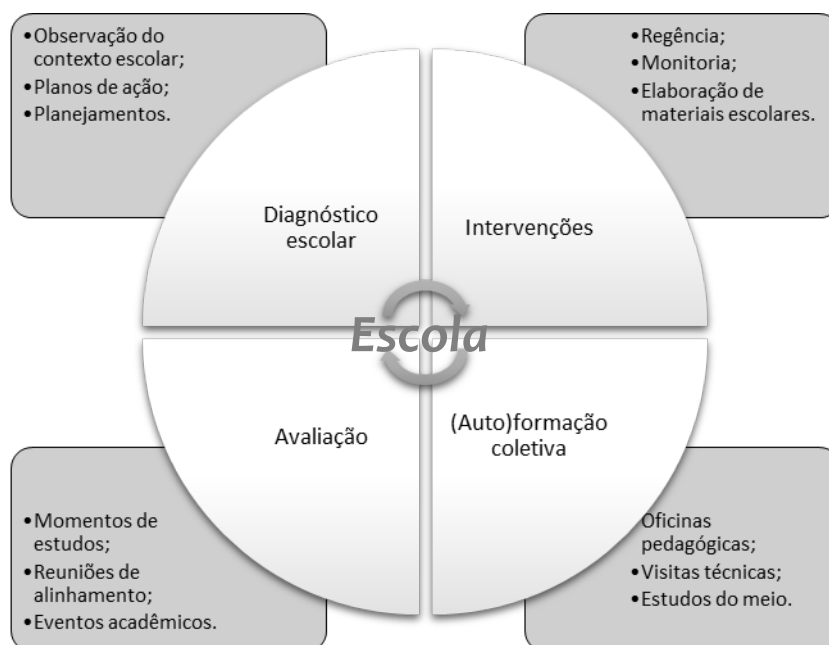 •Observação do
contexto escolar;
•Planos de ação;
•Planejamentos.
•Regência;
•Monitoria;
•Elaboração de
materiais escolares.
Diagnóstico
escolar
Intervenções
Escola
Avaliação
(Auto)formação
coletiva
•Momentos de
estudos;
•Reuniões de
alinhamento;
•Eventos acadêmicos.
Oficinas
pedagógicas;
•Visitas técnicas;
•Estudos do meio.